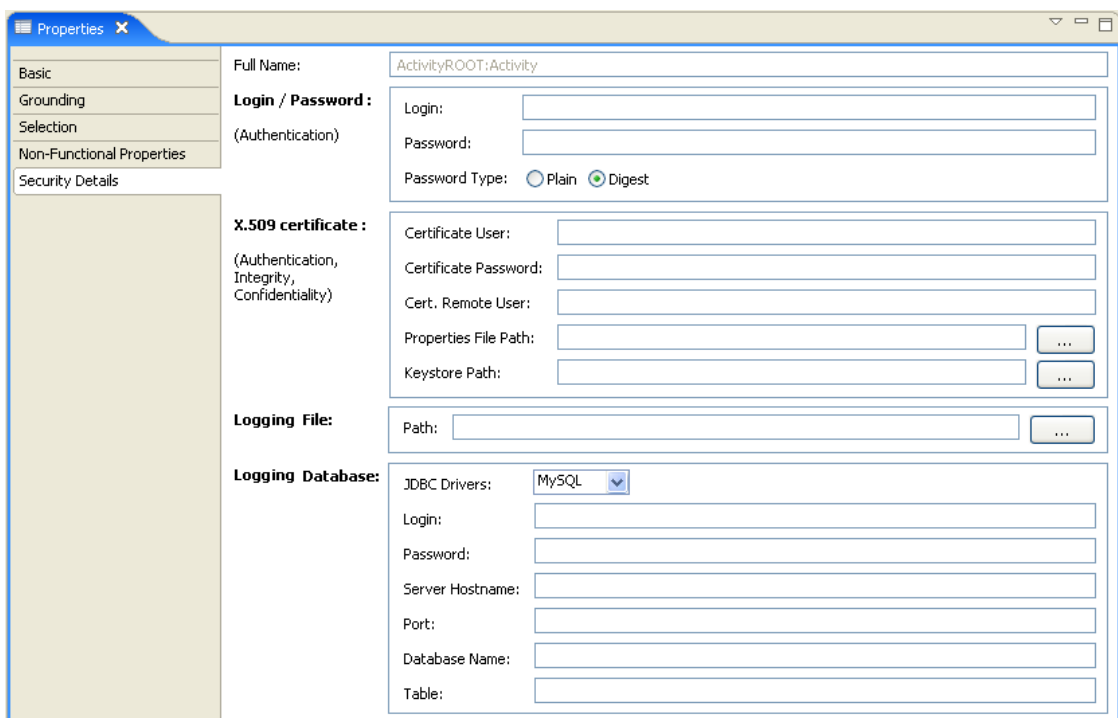 Properties
Basic
Grounding
Selection
Non-Functional Properties
Security Details
Full Name: ActivityROOT:Activity
Login / Password :
(Authentication)
Login:
Password:
Password Type: Plain Digest
X.509 certificate :
(Authentication,
Integrity,
Confidentiality)
Certificate User:
Certificate Password:
Cert. Remote User:
Properties File Path: ...
Keystore Path: ...
Logging File:
Path: ...
Logging Database:
JDBC Drivers: MySQL
Login:
Password:
Server Hostname:
Port:
Database Name:
Table: